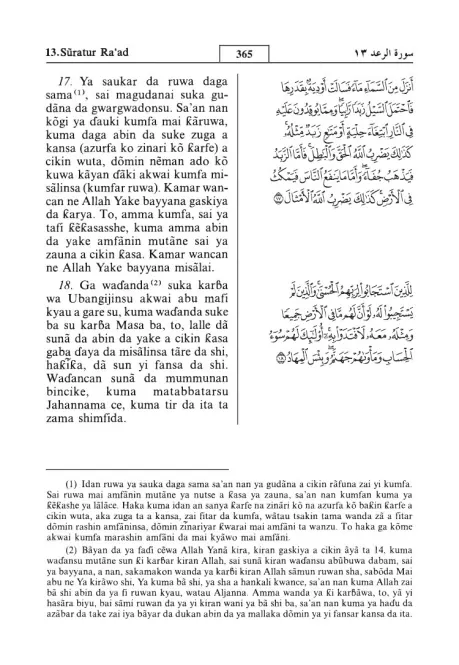 13.Sūratur Ra'ad
365
سورة الرعد ١٣
17. Ya saukar da ruwa daga
sama⁽¹⁾, sai magudanai suka gu-
dāna da gwargwadonsu. Sa'an nan
kōgi ya ɗauki kumfa mai ƙāruwa,
kuma daga abin da suke zuga a
kansa (azurfa ko zinari kō ƙarfe) a
cikin wuta, dōmin nēman ado kō
kuwa kāyan ɗāki akwai kumfa mi-
sālinsa (kumfar ruwa). Kamar wan-
can ne Allah Yake bayyana gaskiya
da ƙarya. To, amma kumfa, sai ya
tafi ƙēƙasasshe, kuma amma abin
da yake amfānin mutāne sai ya
zauna a cikin ƙasa. Kamar wancan
ne Allah Yake bayyana misālai.
18. Ga waɗanda⁽²⁾ suka karɓa
wa Ubangijinsu akwai abu mafi
kyau a gare su, kuma waɗanda suke
ba su karɓa Masa ba, to, lalle dā
sunā da abin da yake a cikin ƙasa
gaba ɗaya da misālinsa tāre da shi,
haƙīƙa, dā sun yi fansa da shi.
Waɗancan sunā da mummunan
bincike, kuma matabbatarsu
Jahannama ce, kuma tir da ita ta
zama shimfiɗa.
أَنزَلَ مِنَ السَّمَاءِ مَاءً فَسَالَتْ أَوْدِيَةٌ بِقَدَرِهَا
فَاحْتَمَلَ السَّيْلُ زَبَدًا رَّابِيًا وَمِمَّا يُوقِدُونَ عَلَيْهِ
فِي النَّارِ ابْتِغَاءَ حِلْيَةٍ أَوْ مَتَاعٍ زَبَدٌ مِّثْلُهُ
كَذَٰلِكَ يَضْرِبُ اللَّهُ الْحَقَّ وَالْبَاطِلَ فَأَمَّا الزَّبَدُ
فَيَذْهَبُ جُفَاءً وَأَمَّا مَا يَنفَعُ النَّاسَ فَيَمْكُثُ
فِي الْأَرْضِ كَذَٰلِكَ يَضْرِبُ اللَّهُ الْأَمْثَالَ ١٧
لِلَّذِينَ اسْتَجَابُوا لِرَبِّهِمُ الْحُسْنَىٰ وَالَّذِينَ لَمْ
يَسْتَجِيبُوا لَهُ لَوْ أَنَّ لَهُم مَّا فِي الْأَرْضِ جَمِيعًا
وَمِثْلَهُ مَعَهُ لَافْتَدَوْا بِهِ أُولَٰئِكَ لَهُمْ سُوءُ
الْحِسَابِ وَمَأْوَاهُمْ جَهَنَّمُ وَبِئْسَ الْمِهَادُ ١٨
(1) Idan ruwa ya sauka daga sama sa'an nan ya gudāna a cikin rāfuna zai yi kumfa.
Sai ruwa mai amfānin mutāne ya nutse a ƙasa ya zauna, sa'an nan kumfan kuma ya
ƙēƙashe ya lālāce. Haka kuma idan an sanya ƙarfe na zināri kō na azurfa kō baƙin ƙarfe a
cikin wuta, aka zuga ta a kansa, zai fitar da kumfa, wātau tsakin tama wanda zā a fitar
dōmin rashin amfāninsa, dōmin zīnariyar ƙwarai mai amfāni ta wanzu. To haka ga kōme
akwai kumfa marashin amfāni da mai kyāwo mai amfāni.
(2) Bāyan da ya faɗi cēwa Allah Yanā kira, kiran gaskiya a cikin āyā ta 14, kuma
waɗansu mutāne sun ƙi karɓar kiran Allah, sai sunā kiran waɗansu abūbuwa dabam, sai
ya bayyana, a nan, sakamakon wanda ya karɓi kiran Allah sāmun ruwan sha, sabōda Mai
abu ne Ya kirāwo shi, Ya kuma bā shi, ya sha a hankali kwance, sa'an nan kuma Allah zai
bā shi abin da ya fi ruwan kyau, watau Aljanna. Amma wanda ya ƙi karɓāwa, to, yā yi
hasāra biyu, bai sāmi ruwan da ya yi kiran wani ya bā shi ba, sa'an nan kuma ya haɗu da
azābar da take zai iya bāyar da dukan abin da ya mallaka dōmin ya yi fansar kansa da ita.